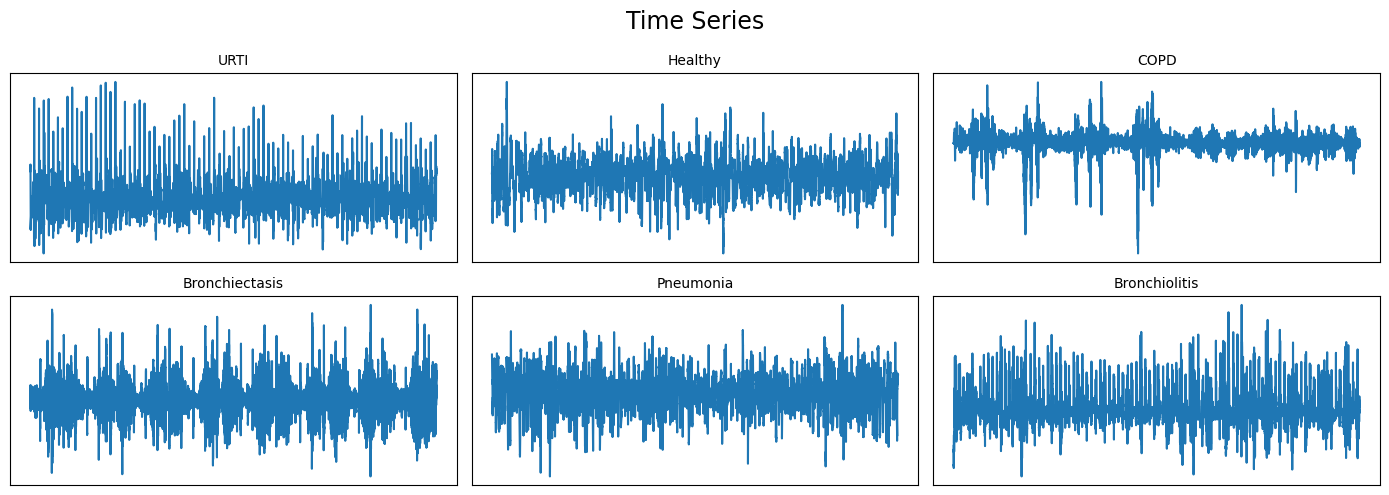 Time Series
URTI
Healthy
COPD
Bronchiectasis
Pneumonia
Bronchiolitis